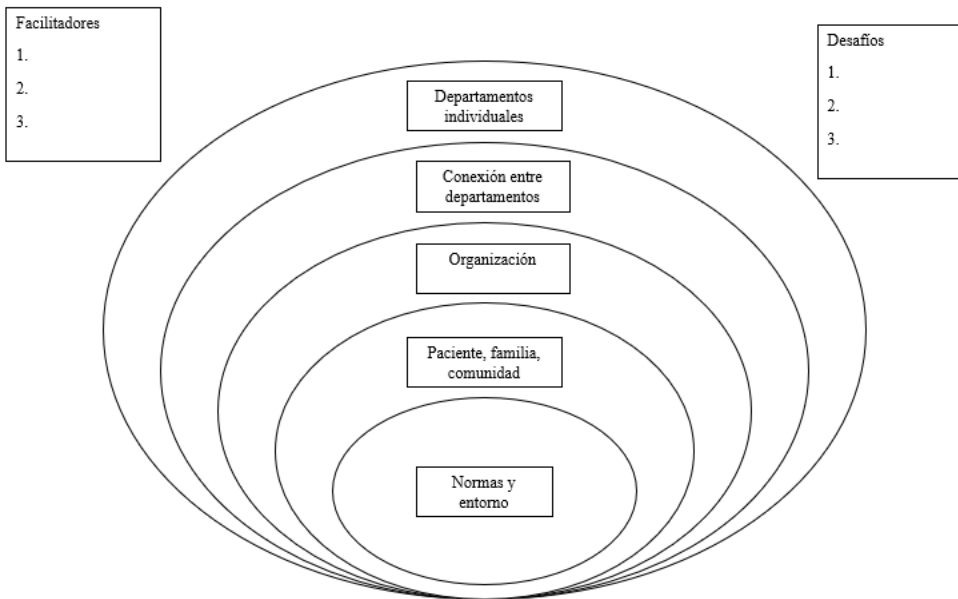 Facilitadores
1.
2.
3.
Desafíos
1.
2.
3.
Departamentos
individuales
Conexión entre
departamentos
Organización
Paciente, familia,
comunidad
Normas y
entorno